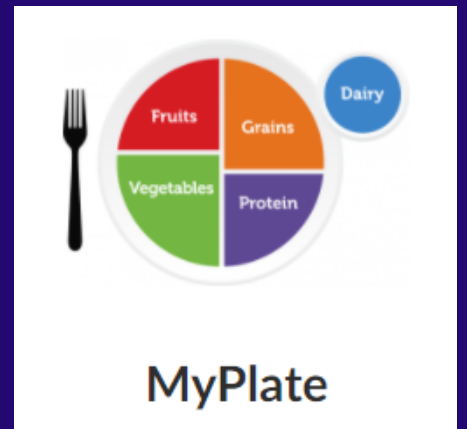 Fruits
Grains
Dairy
Vegetables
Protein
MyPlate